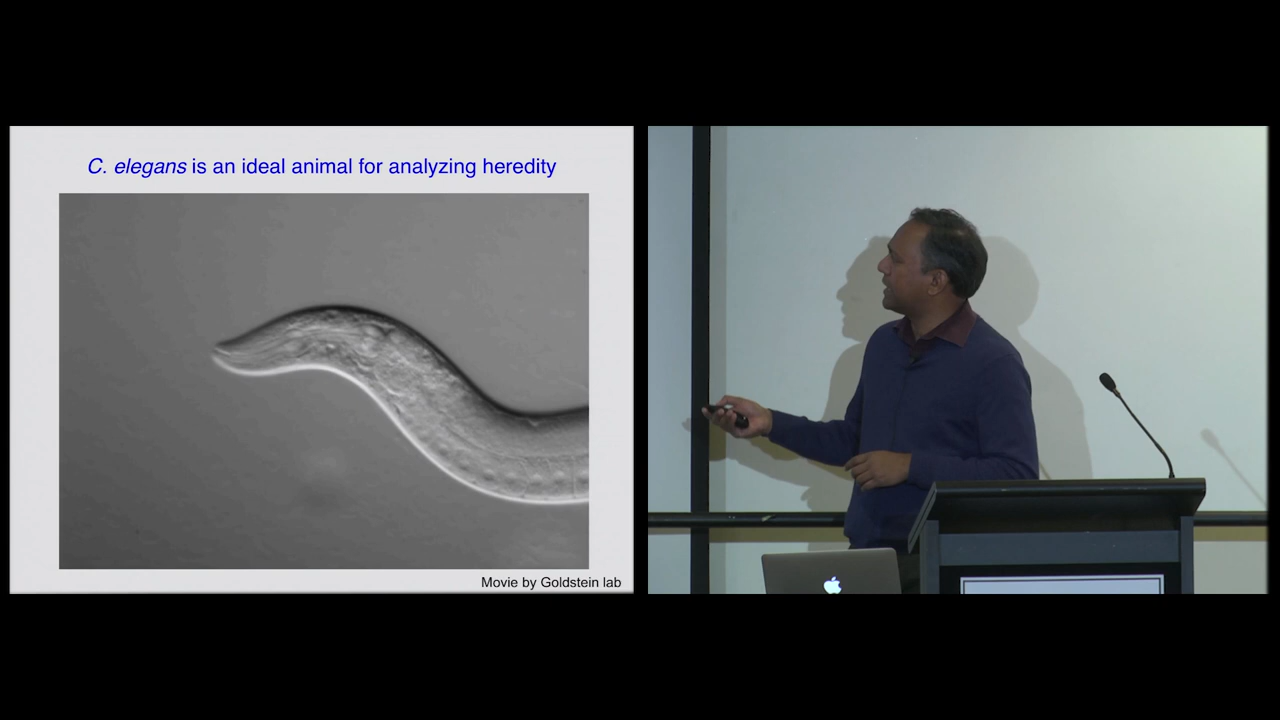 C. elegans is an ideal animal for analyzing heredity
Movie by Goldstein lab